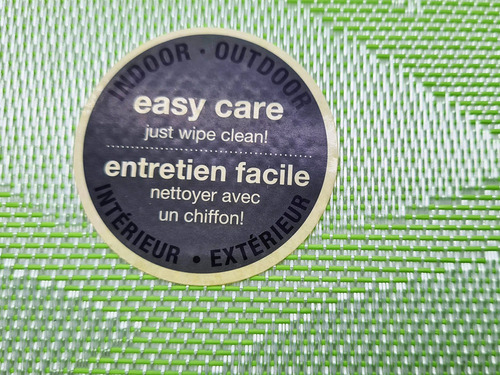 INDOOR · OUTDOOR
easy care
just wipe clean!
entretien facile
nettoyer avec
un chiffon!
INTÉRIEUR · EXTÉRIEUR